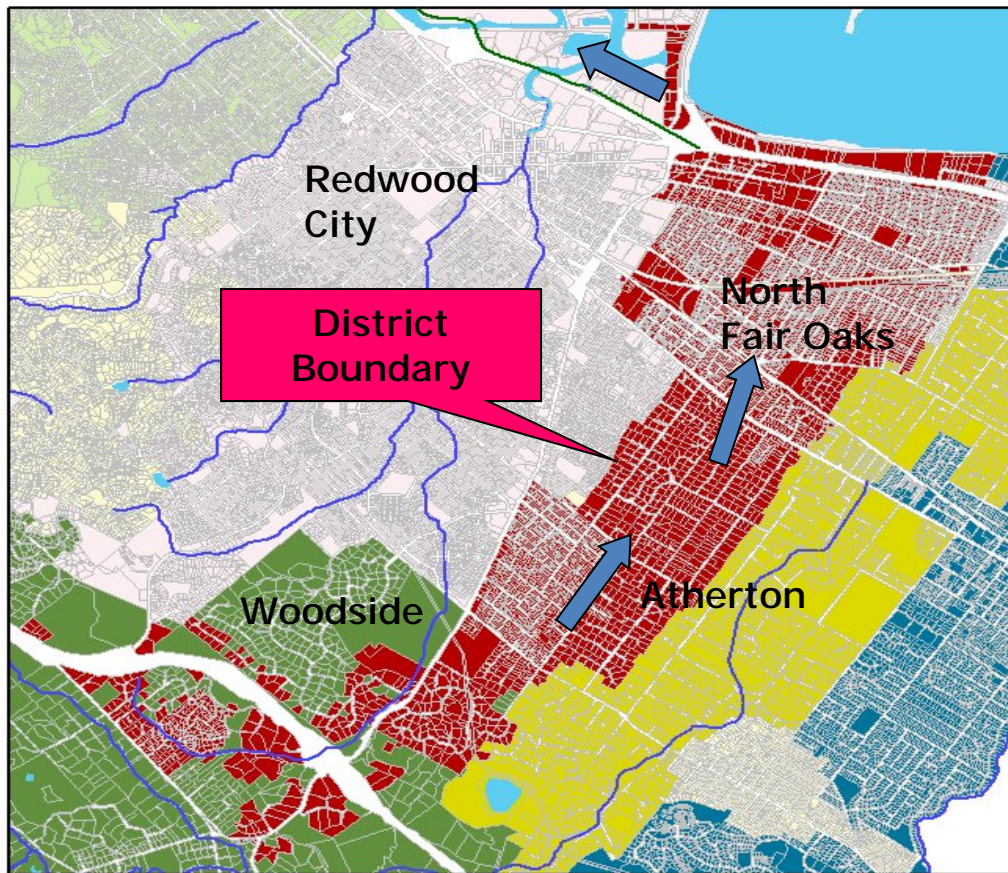 Redwood
City
District
Boundary
North
Fair Oaks
Woodside
Atherton